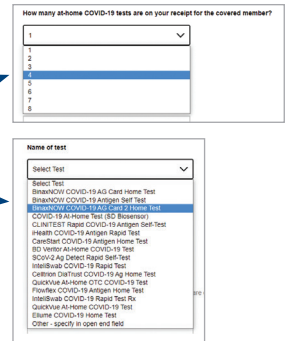 How many at-home COVID-19 tests are on your receipt for the covered member?
1
1
2
3
4
5
6
7
8
Name of test
Select Test
Select Test
BinaxNOW COVID-19 AG Card Home Test
BinaxNOW COVID-19 Antigen Self Test
BinaxNOW COVID-19 AG Card 2 Home Test
COVID-19 At-Home Test (SD Biosensor)
CLINITEST Rapid COVID-19 Antigen Self-Test
iHealth COVID-19 Antigen Rapid Test
CareStart COVID-19 Antigen Home Test
BD Veritor At-Home COVID-19 Test
SCoV-2 Ag Detect Rapid Self-Test
InteliSwab COVID-19 Rapid Test
Celltrion DiaTrust COVID-19 Ag Home Test
QuickVue At-Home OTC COVID-19 Test
Flowflex COVID-19 Antigen Home Test
InteliSwab COVID-19 Rapid Test Rx
QuickVue At-Home COVID-19 Test
Ellume COVID-19 Home Test
Other - specify in open end field
are